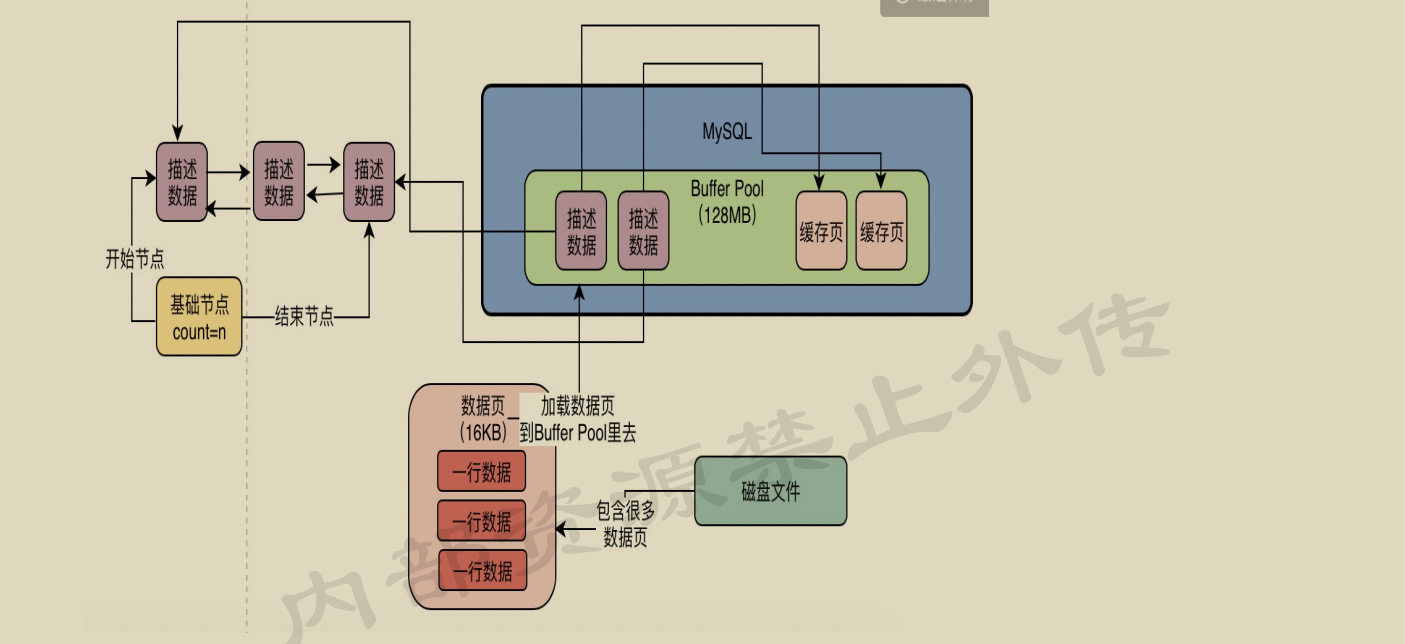 MySQL
Buffer Pool
(128MB)
描述
数据
描述
数据
描述
数据
描述
数据
描述
数据
缓存页
缓存页
开始节点
基础节点
count=n
结束节点
数据页
(16KB)
加载数据页
到Buffer Pool里去
一行数据
一行数据
一行数据
包含很多
数据页
磁盘文件
内部资源禁止外传